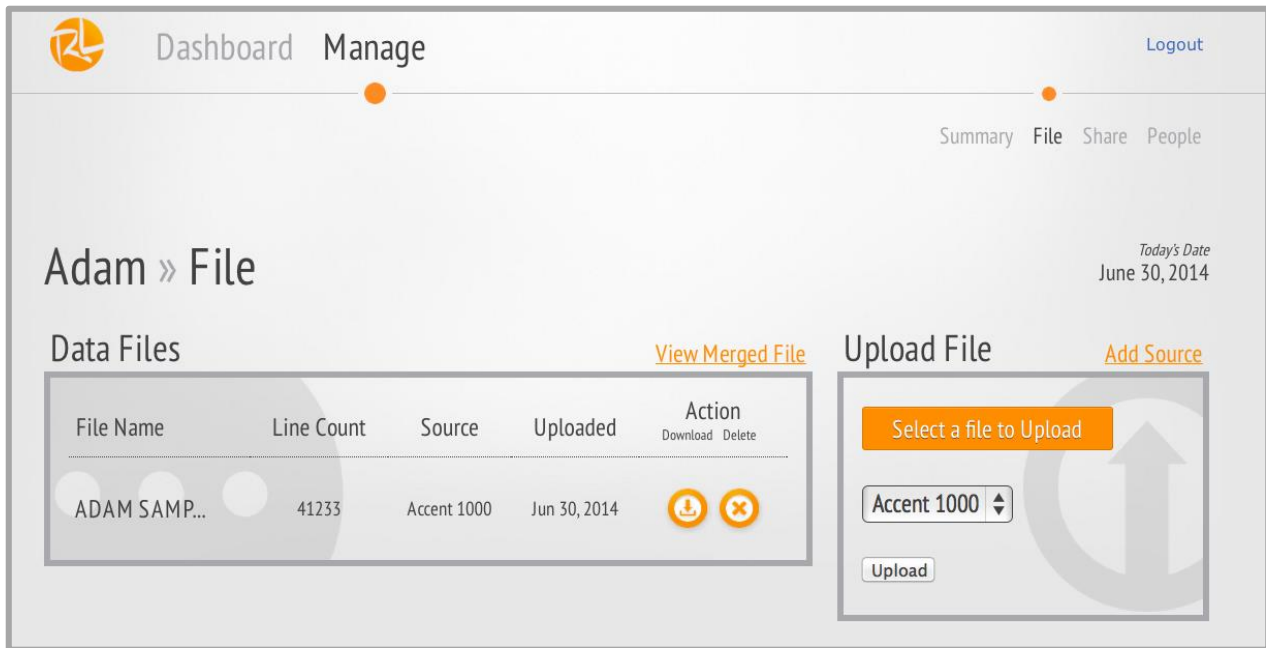 RL Dashboard Manage Logout
Summary File Share People
Adam » File
Today's Date
June 30, 2014
Data Files View Merged File
File Name Line Count Source Uploaded Action
Download Delete
ADAM SAMP... 41233 Accent 1000 Jun 30, 2014
Upload File Add Source
Select a file to Upload
Accent 1000
Upload